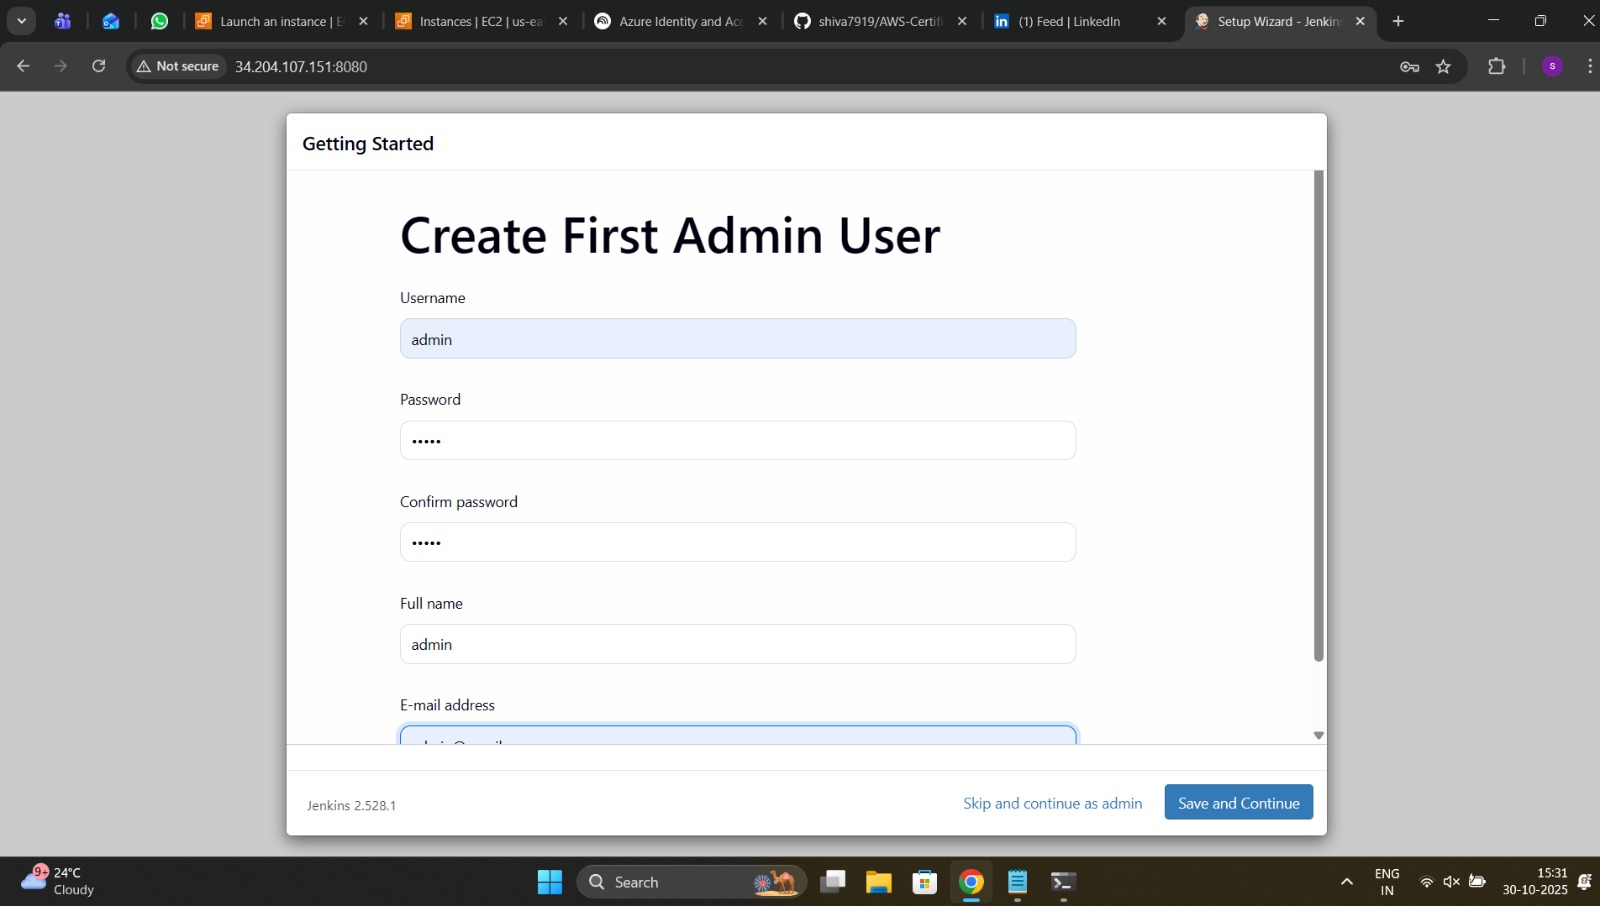 Launch an instance | E
Instances | EC2 | us-ea
Azure Identity and Acc
shiva7919/AWS-Certifi
in
(1) Feed | LinkedIn
Setup Wizard - Jenkins
Not secure
34.204.107.151:8080
s
Getting Started
Create First Admin User
Username
admin
Password
•••••
Confirm password
•••••
Full name
admin
E-mail address
Jenkins 2.528.1
Skip and continue as admin
Save and Continue
9+
24°C
Cloudy
Search
ENG
IN
15:31
30-10-2025